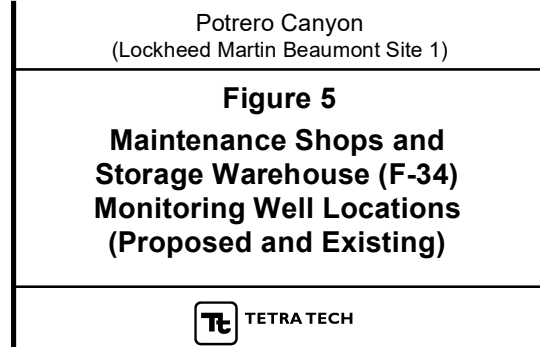 Potrero Canyon
(Lockheed Martin Beaumont Site 1)
Figure 5
Maintenance Shops and
Storage Warehouse (F-34)
Monitoring Well Locations
(Proposed and Existing)
Tt TETRA TECH